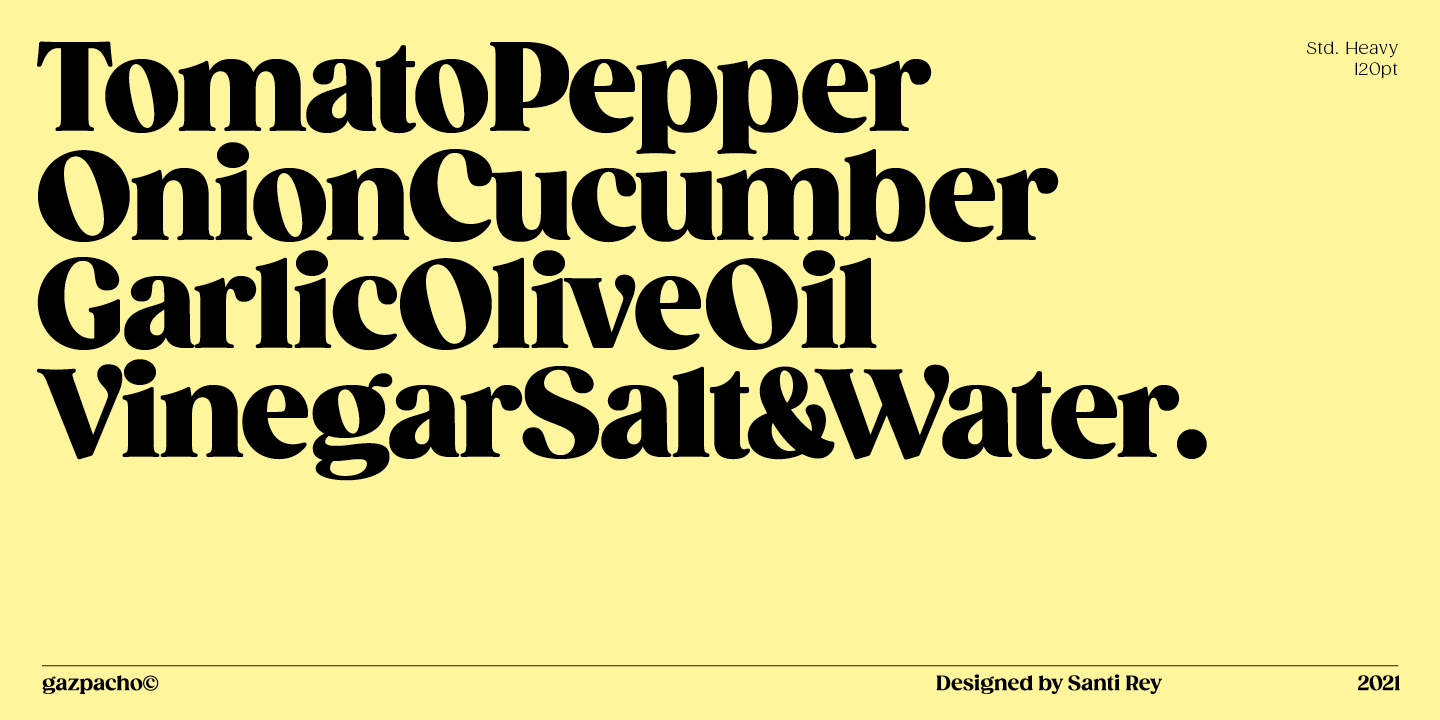 TomatoPepper
OnionCucumber
GarlicOliveOil
VinegarSalt&Water.
Std. Heavy
120pt
gazpacho©
Designed by Santi Rey
2021